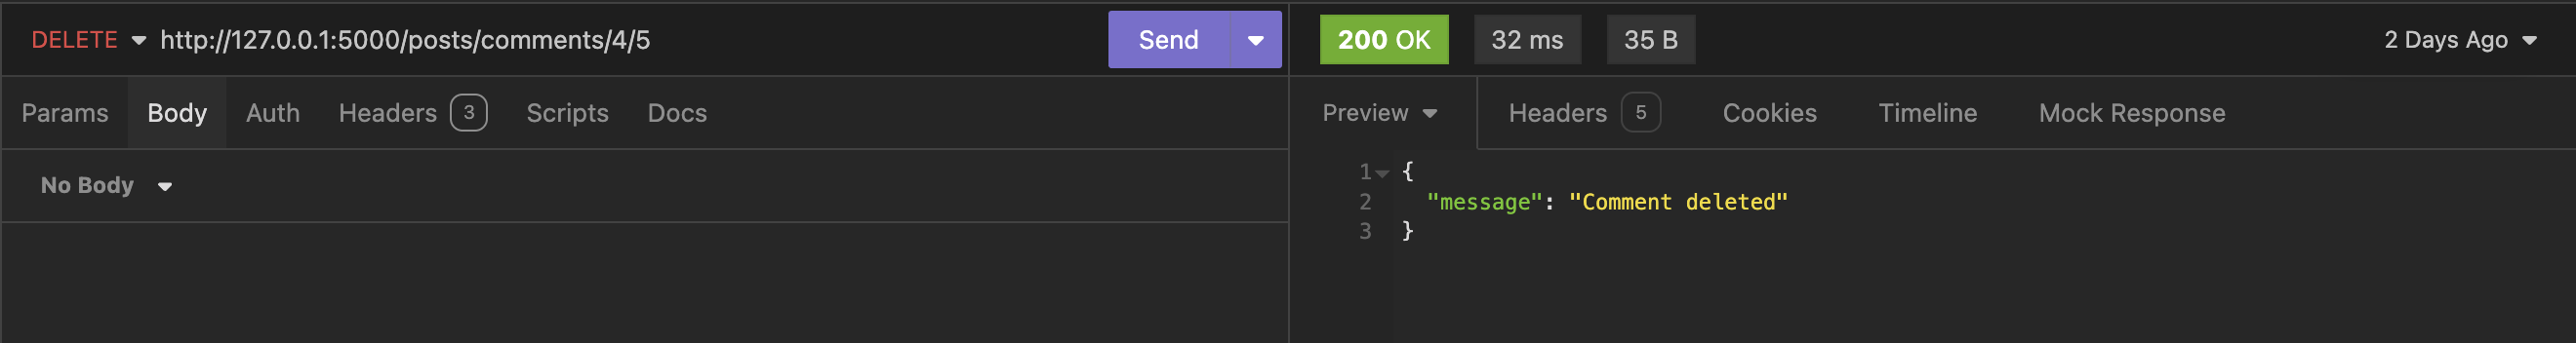 DELETE http://127.0.0.1:5000/posts/comments/4/5 Send 200 OK 32 ms 35 B 2 Days Ago
Params Body Auth Headers 3 Scripts Docs Preview Headers 5 Cookies Timeline Mock Response
No Body
1 {
2 "message": "Comment deleted"
3 }